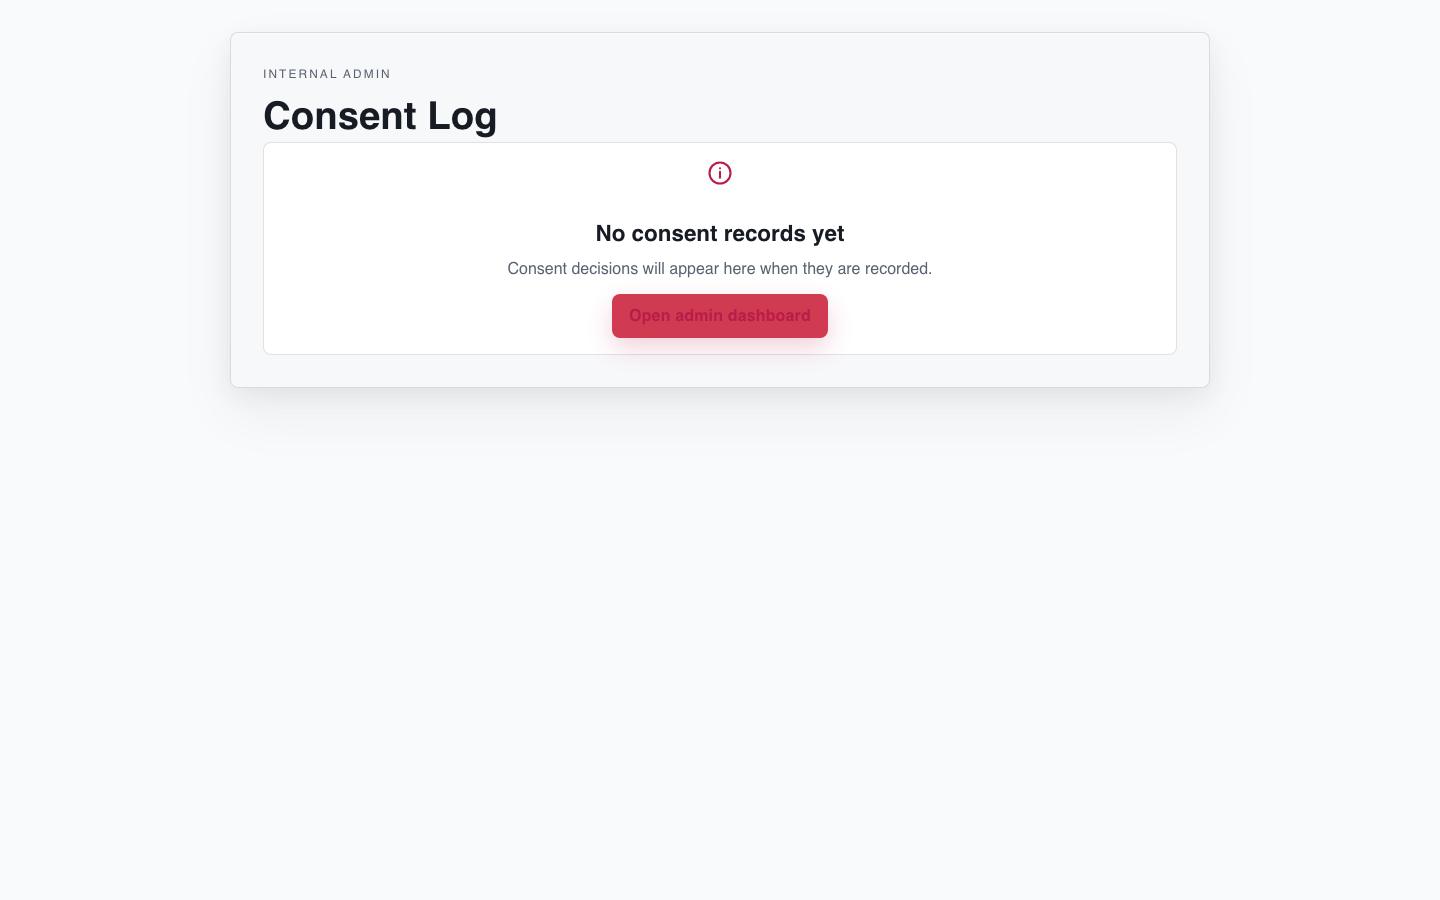 INTERNAL ADMIN
Consent Log
No consent records yet
Consent decisions will appear here when they are recorded.
Open admin dashboard